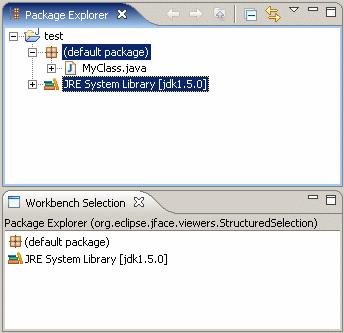 Package Explorer
test
(default package)
MyClass.java
JRE System Library [jdk1.5.0]
Workbench Selection
Package Explorer (org.eclipse.jface.viewers.StructuredSelection)
(default package)
JRE System Library [jdk1.5.0]